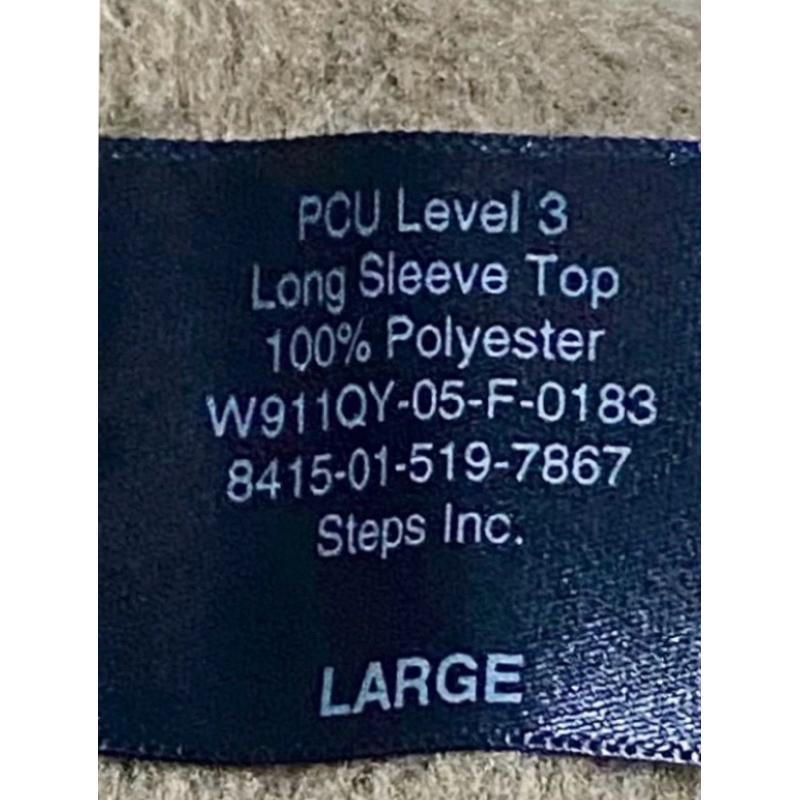 PCU Level 3
Long Sleeve Top
100% Polyester
W911QY-05-F-0183
8415-01-519-7867
Steps Inc.
LARGE